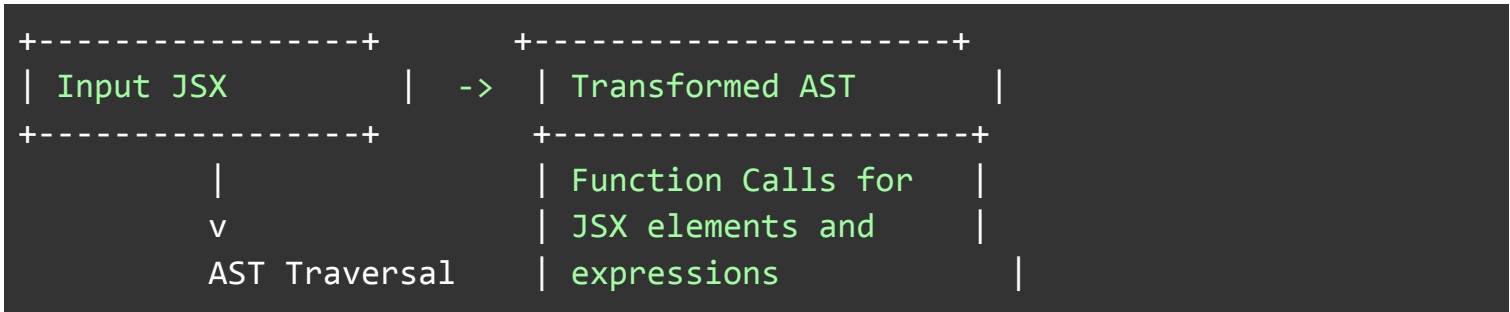 +-----------------+       +----------------------+
| Input JSX         |  ->  | Transformed AST       |
+------------------+        +----------------------+
          |                 | Function Calls for   |
          v                 | JSX elements and     |
          AST Traversal    | expressions            |